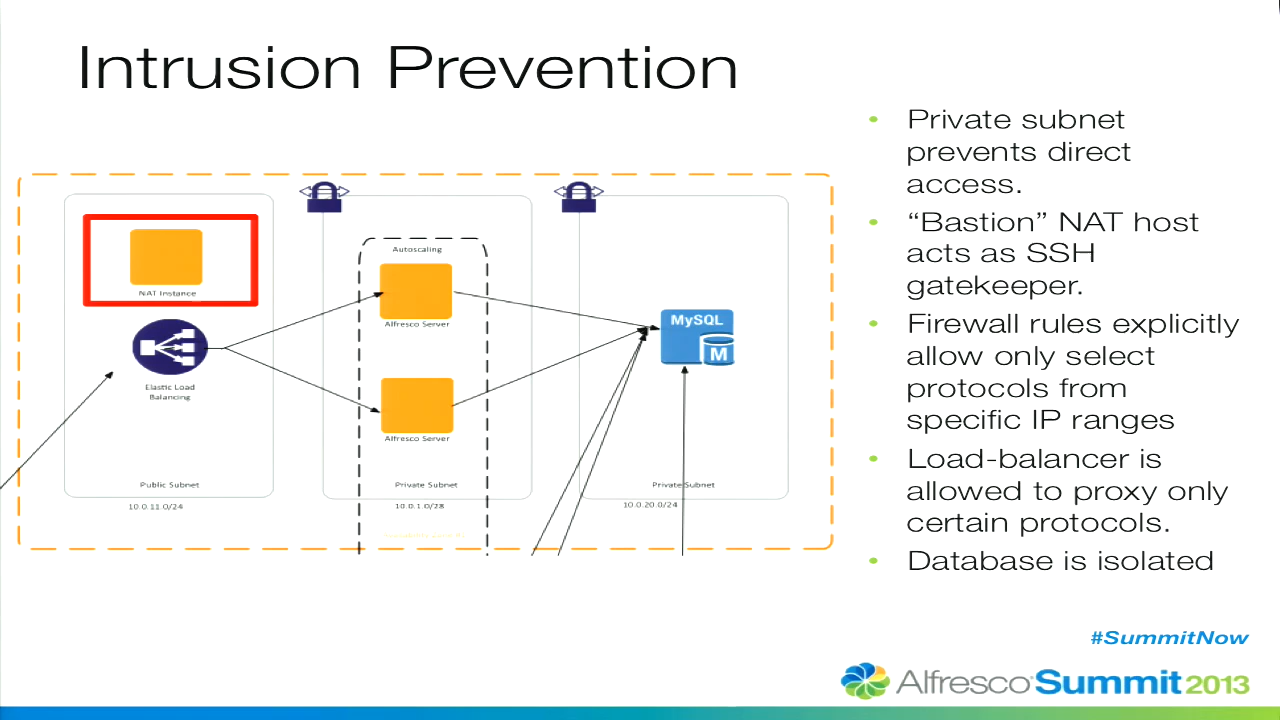 Intrusion Prevention
• Private subnet
prevents direct
access.
• “Bastion” NAT host
acts as SSH
gatekeeper.
• Firewall rules explicitly
allow only select
protocols from
specific IP ranges
• Load-balancer is
allowed to proxy only
certain protocols.
• Database is isolated
NAT Instance
Elastic Load
Balancing
Public Subnet
10.0.11.0/24
Autoscaling
Alfresco Server
Alfresco Server
Private Subnet
10.0.1.0/28
MySQL
M
Private Subnet
10.0.20.0/24
#SummitNow
Alfresco Summit 2013